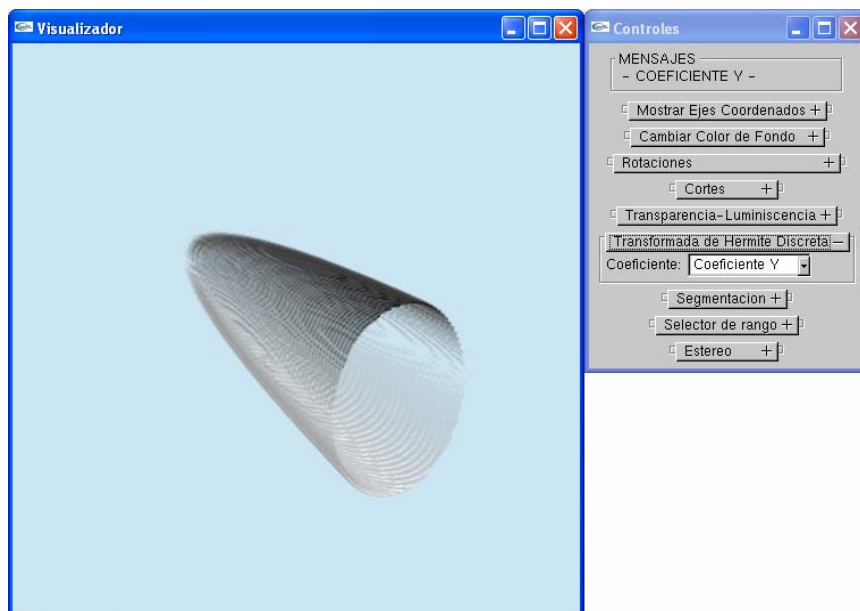 Visualizador
Controles
MENSAJES
- COEFICIENTE Y -
Mostrar Ejes Coordenados +
Cambiar Color de Fondo +
Rotaciones +
Cortes +
Transparencia-Luminiscencia +
Transformada de Hermite Discreta -
Coeficiente: Coeficiente Y
Segmentacion +
Selector de rango +
Estereo +